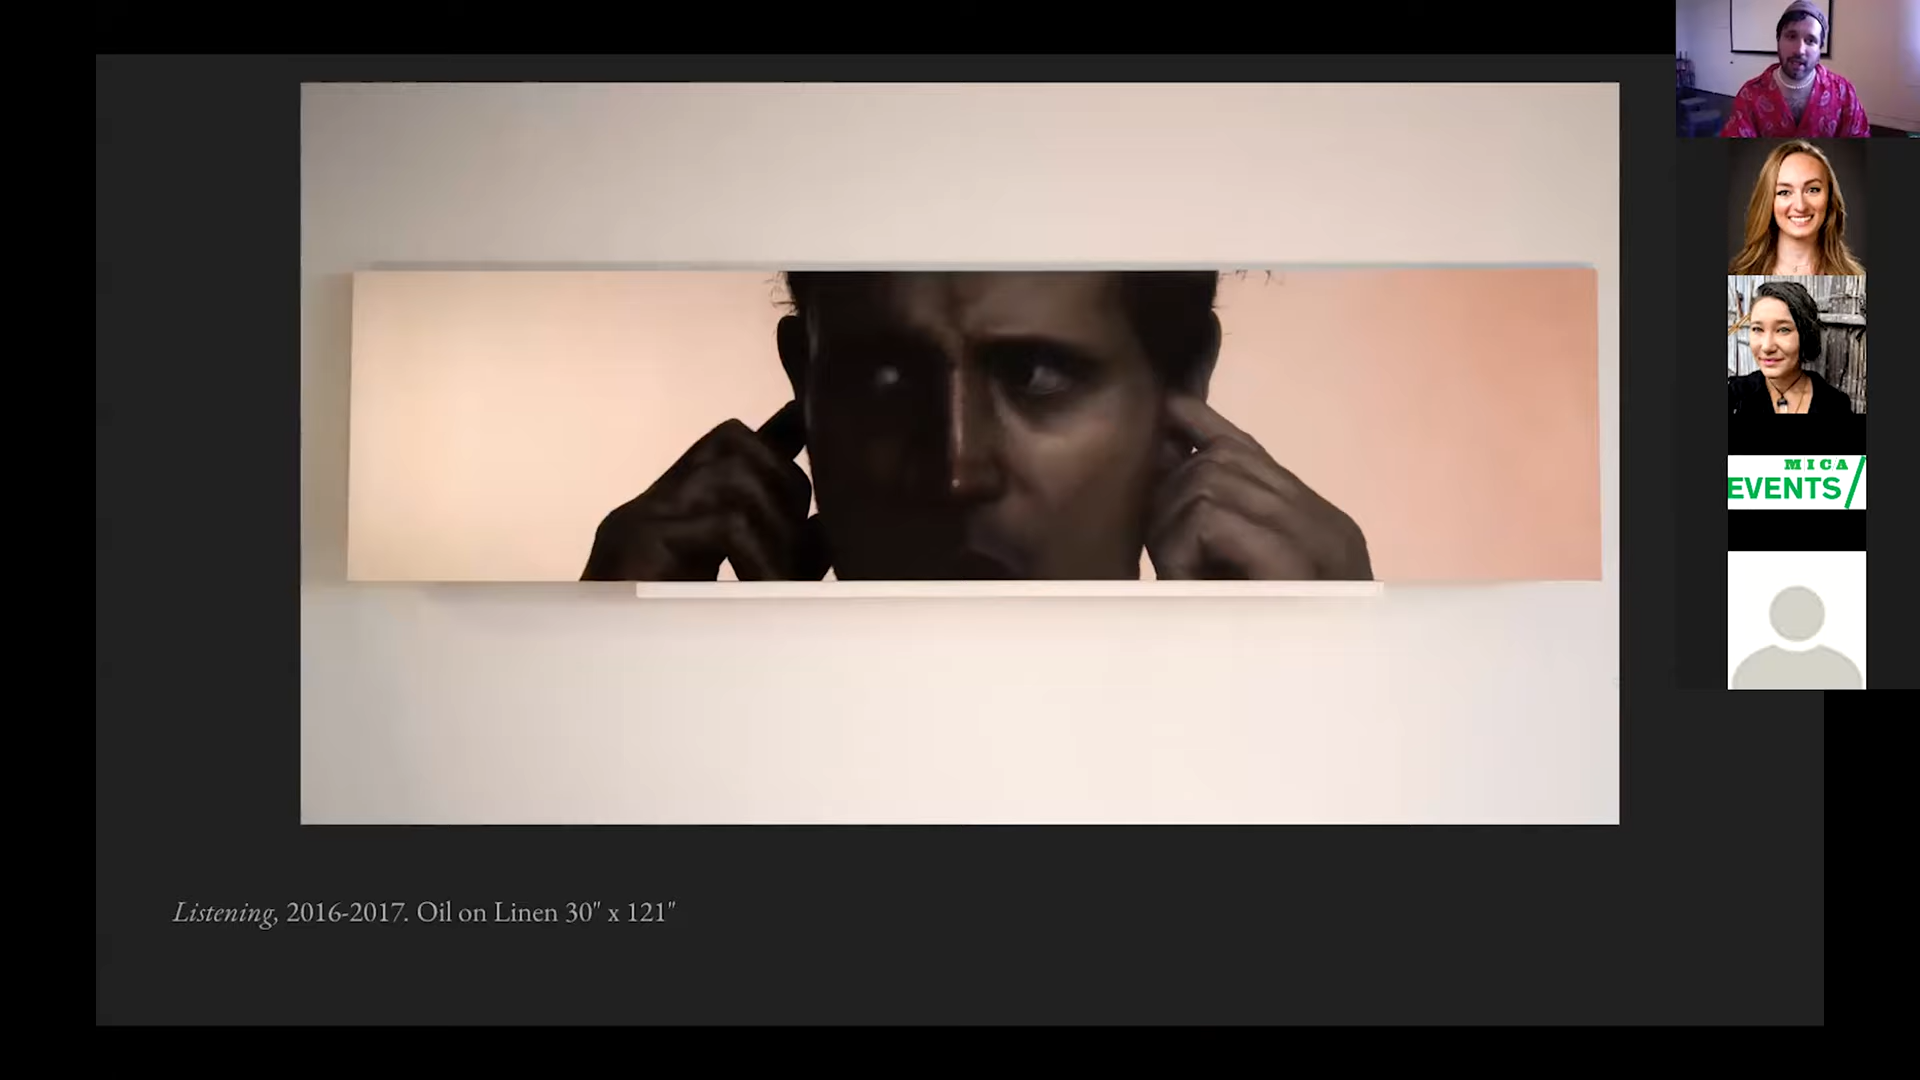 MICA
EVENTS/
Listening, 2016-2017. Oil on Linen 30" x 121"